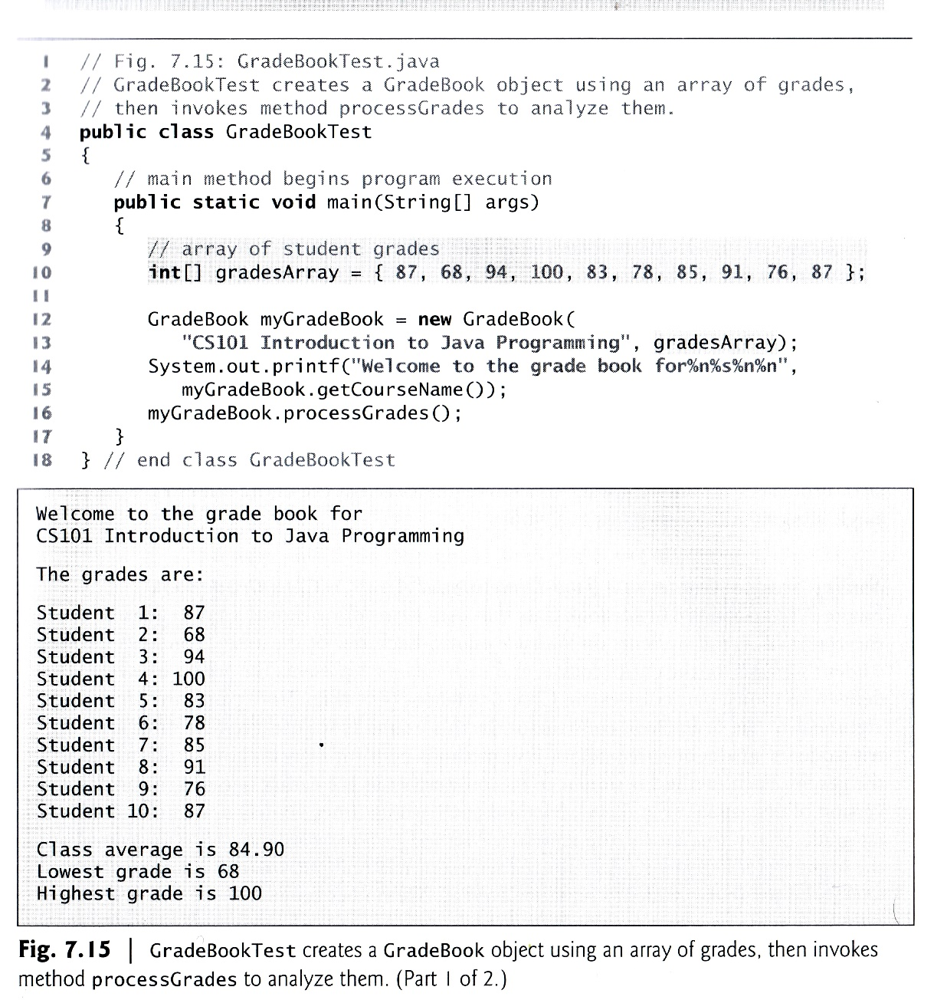 1 // Fig. 7.15: GradeBookTest.java
2 // GradeBookTest creates a GradeBook object using an array of grades,
3 // then invokes method processGrades to analyze them.
4 public class GradeBookTest
5 {
6 // main method begins program execution
7 public static void main(String[] args)
8 {
9 // array of student grades
10 int[] gradesArray = { 87, 68, 94, 100, 83, 78, 85, 91, 76, 87 };
11
12 GradeBook myGradeBook = new GradeBook(
13 "CS101 Introduction to Java Programming", gradesArray);
14 System.out.printf("Welcome to the grade book for%n%s%n%n",
15 myGradeBook.getCourseName());
16 myGradeBook.processGrades();
17 }
18 } // end class GradeBookTest
Welcome to the grade book for
CS101 Introduction to Java Programming
The grades are:
Student 1: 87
Student 2: 68
Student 3: 94
Student 4: 100
Student 5: 83
Student 6: 78
Student 7: 85
Student 8: 91
Student 9: 76
Student 10: 87
Class average is 84.90
Lowest grade is 68
Highest grade is 100
Fig. 7.15 | GradeBookTest creates a GradeBook object using an array of grades, then invokes
method processGrades to analyze them. (Part 1 of 2.)